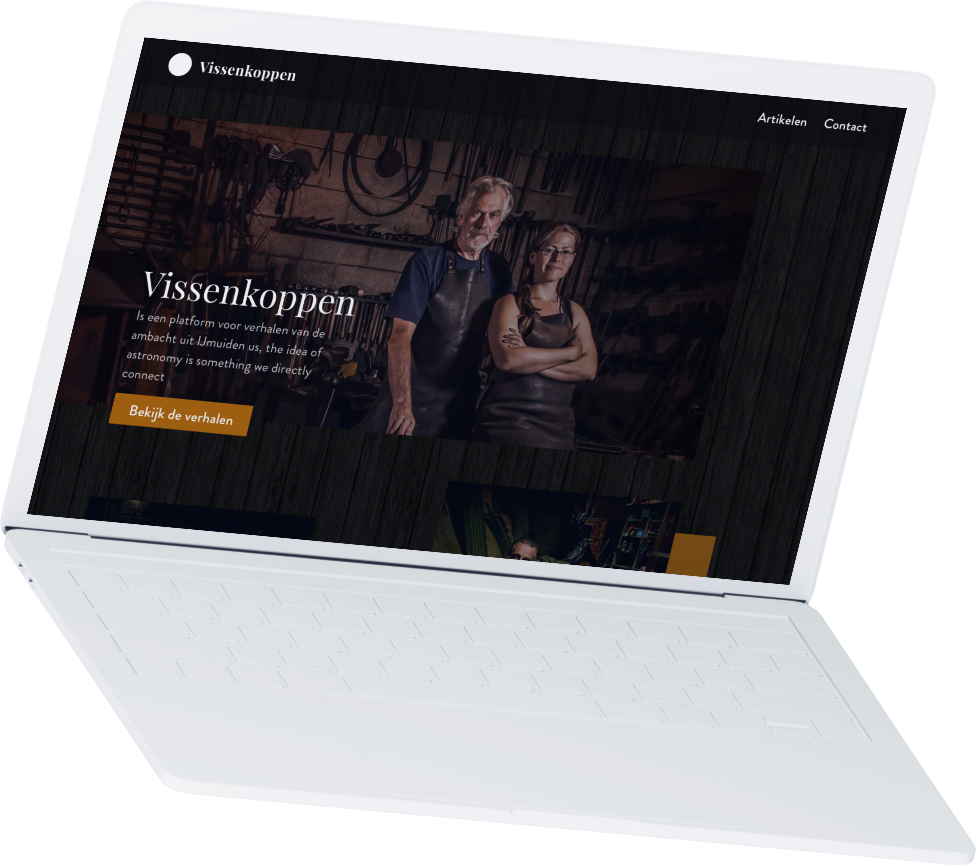 Vissenkoppen
Artikelen Contact
Vissenkoppen
Is een platform voor verhalen van de
ambacht uit IJmuiden us, the idea of
astronomy is something we directly
connect
Bekijk de verhalen